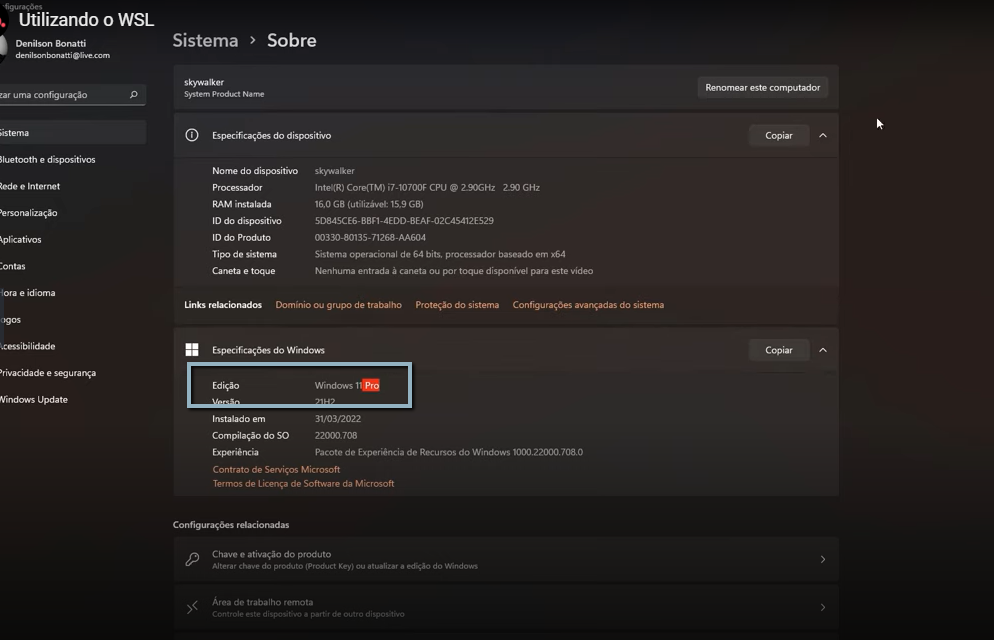 nfigurações
Utilizando o WSL
Denilson Bonatti
denilsonbonatti@live.com
zar uma configuração
Sistema
Bluetooth e dispositivos
Rede e Internet
Personalização
Aplicativos
Contas
Hora e idioma
ogos
Acessibilidade
Privacidade e segurança
Windows Update
Sistema > Sobre
skywalker
System Product Name
Renomear este computador
Especificações do dispositivo
Copiar
Nome do dispositivo skywalker
Processador Intel(R) Core(TM) i7-10700F CPU @ 2.90GHz 2.90 GHz
RAM instalada 16,0 GB (utilizável: 15,9 GB)
ID do dispositivo 5D845CE6-BBF1-4EDD-BEAF-02C45412E529
ID do Produto 00330-80135-71268-AA604
Tipo de sistema Sistema operacional de 64 bits, processador baseado em x64
Caneta e toque Nenhuma entrada à caneta ou por toque disponível para este vídeo
Links relacionados Domínio ou grupo de trabalho Proteção do sistema Configurações avançadas do sistema
Especificações do Windows
Copiar
Edição Windows 11 Pro
Versão 21H2
Instalado em 31/03/2022
Compilação do SO 22000.708
Experiência Pacote de Experiência de Recursos do Windows 1000.22000.708.0
Contrato de Serviços Microsoft
Termos de Licença de Software da Microsoft
Configurações relacionadas
Chave e ativação do produto
Alterar chave do produto (Product Key) ou atualizar a edição do Windows
Área de trabalho remota
Controle este dispositivo a partir de outro dispositivo